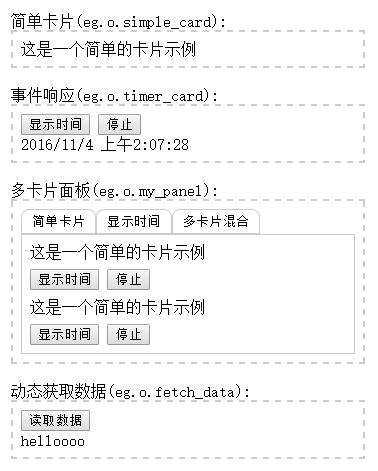 简单卡片(eg.o.simple_card):
这是一个简单的卡片示例
事件响应(eg.o.timer_card):
显示时间 停止
2016/11/4 上午2:07:28
多卡片面板(eg.o.my_panel):
简单卡片 显示时间 多卡片混合
这是一个简单的卡片示例
显示时间 停止
这是一个简单的卡片示例
显示时间 停止
动态获取数据(eg.o.fetch_data):
读取数据
helloooo